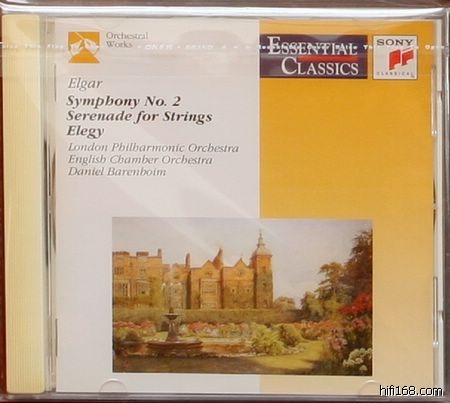 Orchestral
Works
ESSENTIAL
CLASSICS
SONY
CLASSICAL
Elgar
Symphony No. 2
Serenade for Strings
Elegy
London Philharmonic Orchestra
English Chamber Orchestra
Daniel Barenboim
hifi168.com